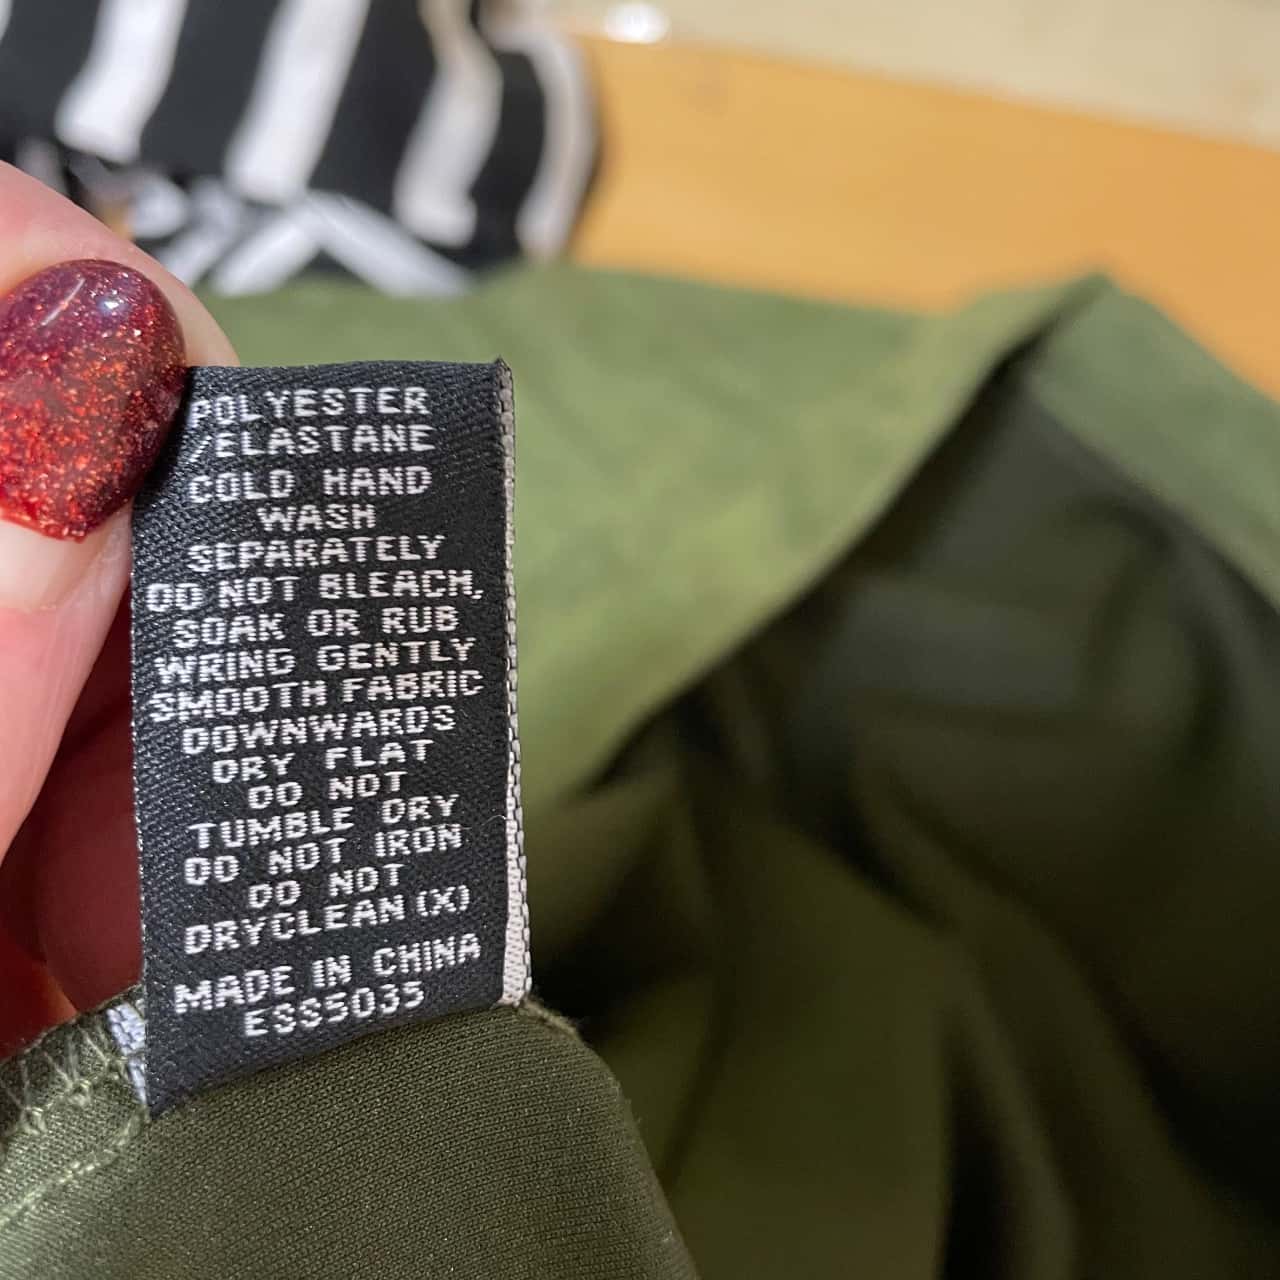 POLYESTER
/ELASTANE
COLD HAND
WASH
SEPARATELY
DO NOT BLEACH,
SOAK OR RUB
WRING GENTLY
SMOOTH FABRIC
DOWNWARDS
DRY FLAT
DO NOT
TUMBLE DRY
DO NOT IRON
DO NOT
DRYCLEAN (X)
MADE IN CHINA
ESS5035